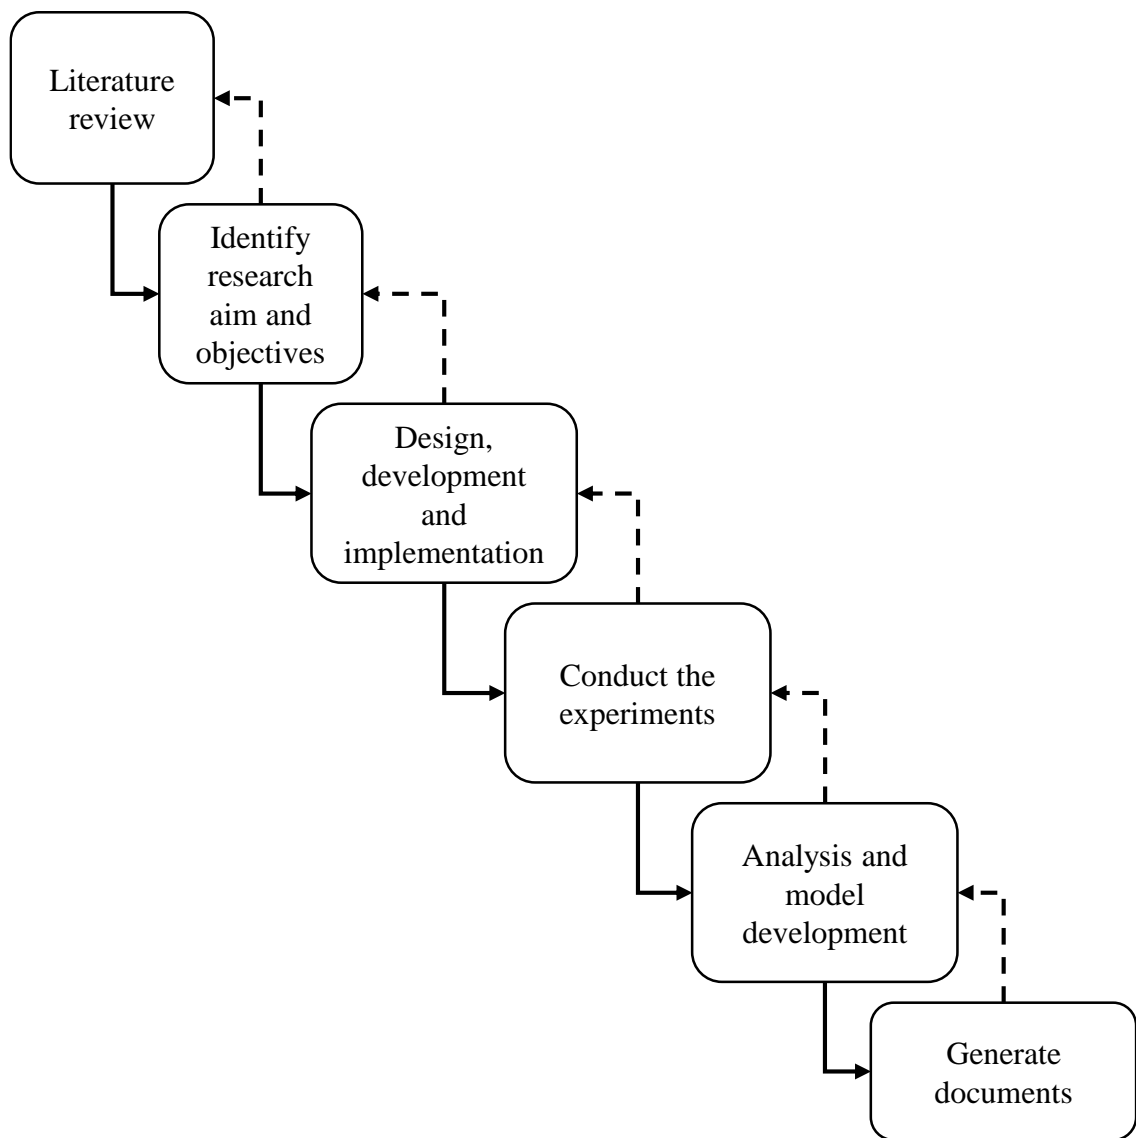 Literature
review
Identify
research
aim and
objectives
Design,
development
and
implementation
Conduct the
experiments
Analysis and
model
development
Generate
documents